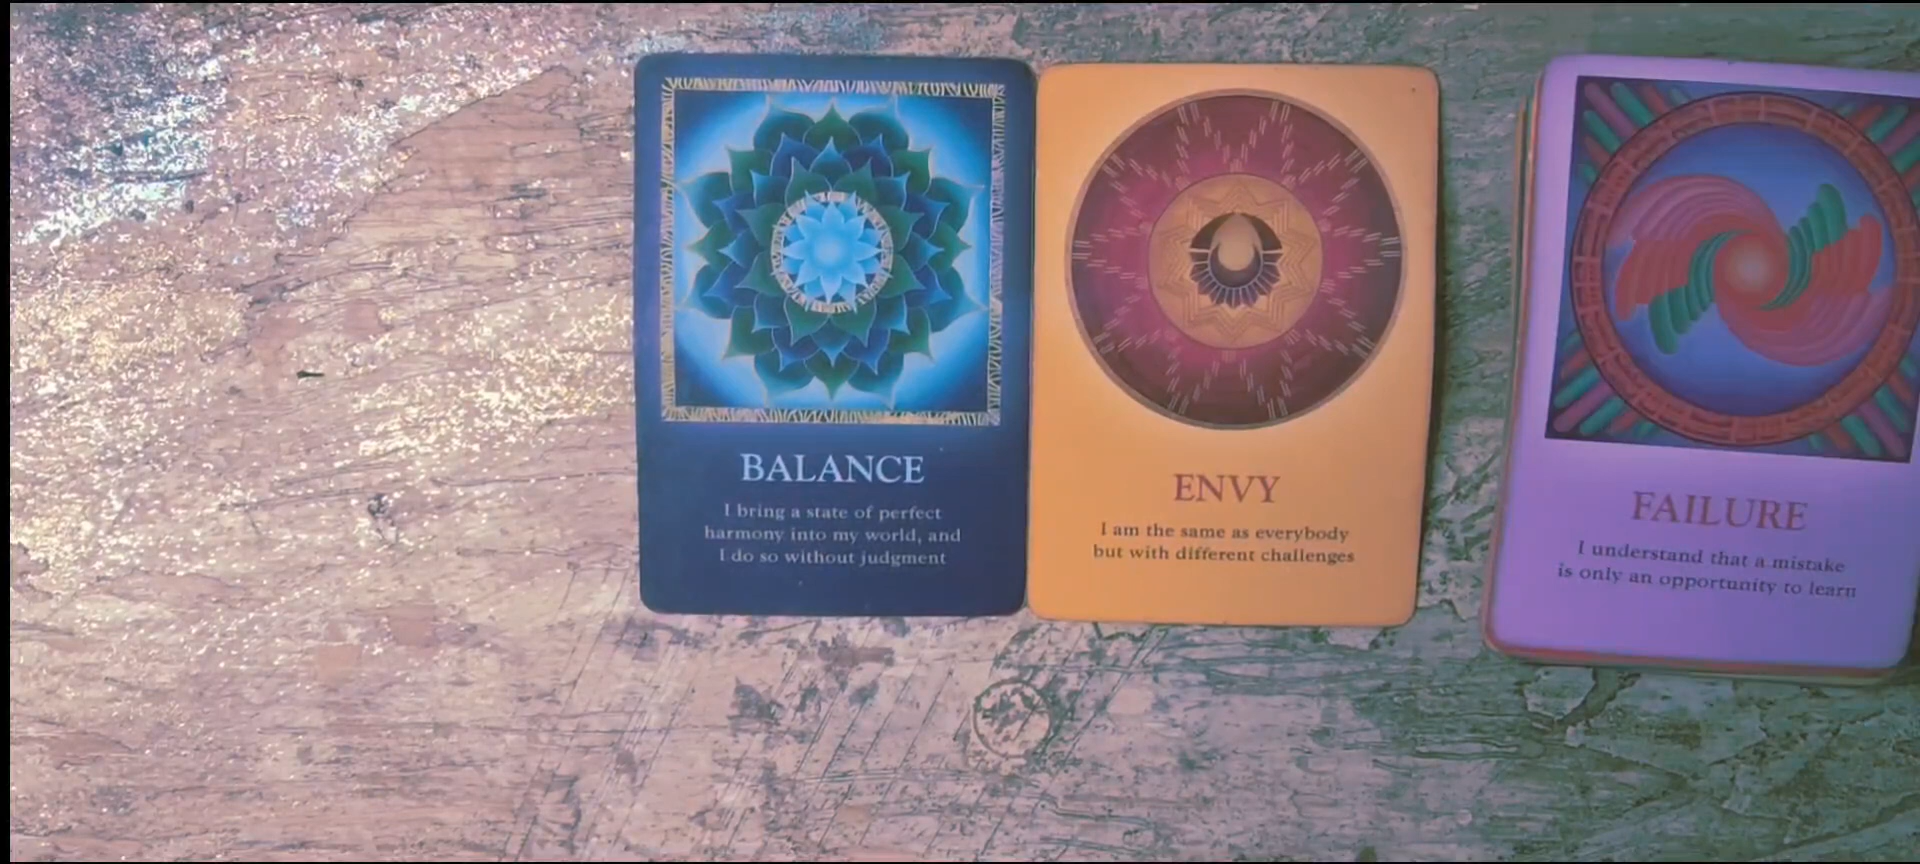 BALANCE
I bring a state of perfect
harmony into my world, and
I do so without judgment
ENVY
I am the same as everybody
but with different challenges
FAILURE
I understand that a mistake
is only an opportunity to learn